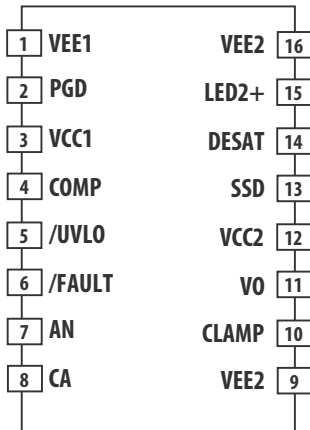 1 VEE1 VEE2 16
2 PGD LED2+ 15
3 VCC1 DESAT 14
4 COMP SSD 13
5 /UVLO VCC2 12
6 /FAULT VO 11
7 AN CLAMP 10
8 CA VEE2 9